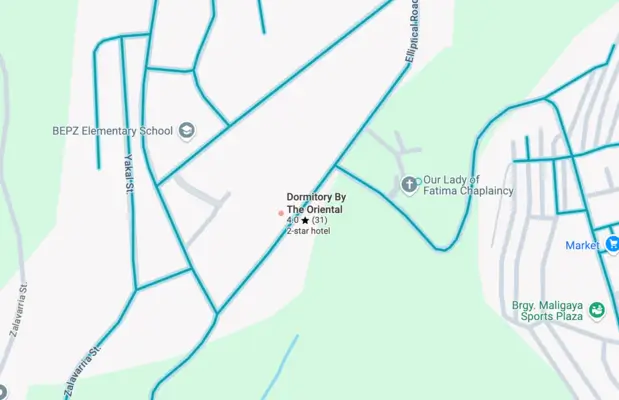 Elliptical Road
BEPZ Elementary School
Yakal St.
Our Lady of
Fatima Chaplaincy
Dormitory By
The Oriental
4.0 ★ (31)
2-star hotel
Market
Zalavarria St.
Brgy. Maligaya
Sports Plaza
Zalavarria St.